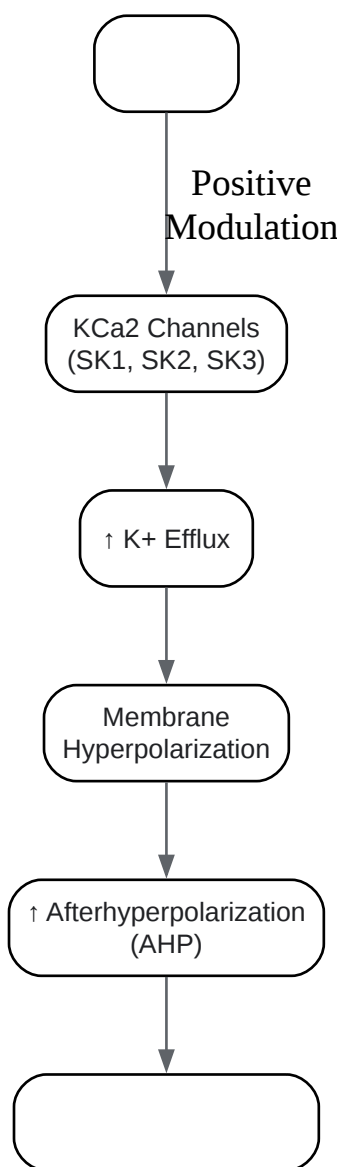 Positive
Modulation
KCa2 Channels
(SK1, SK2, SK3)
↑ K+ Efflux
Membrane
Hyperpolarization
↑ Afterhyperpolarization
(AHP)